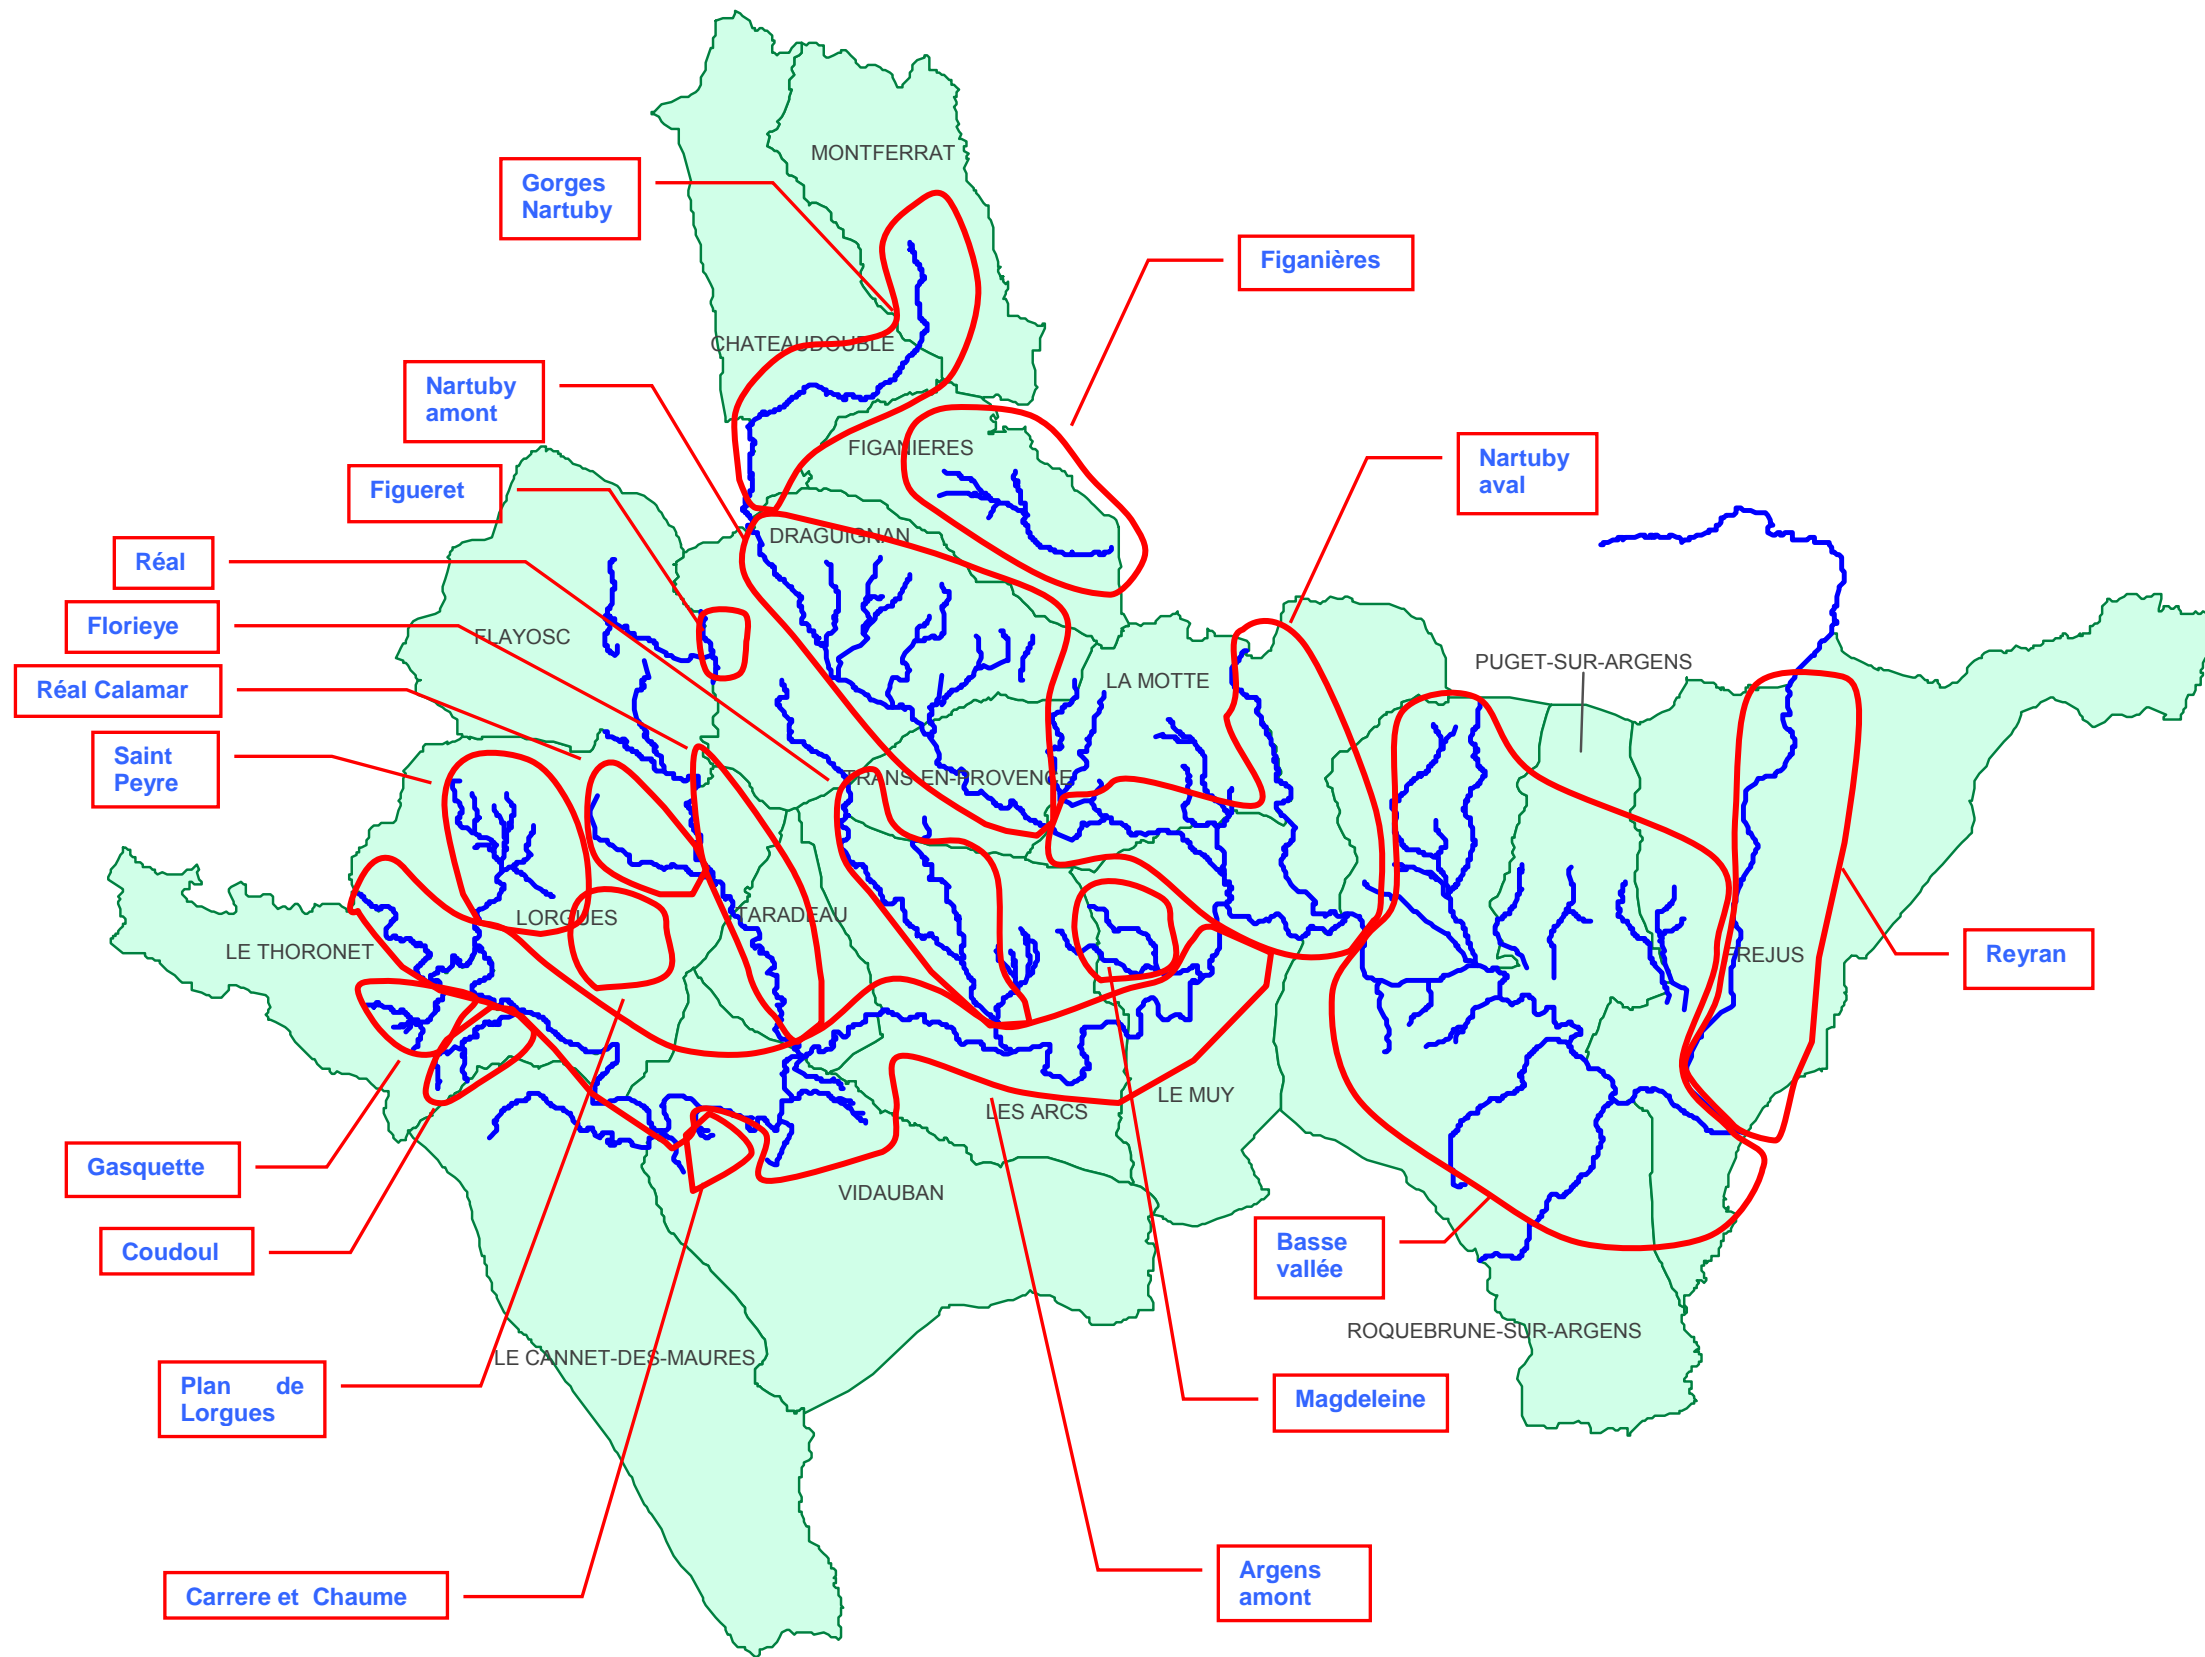 MONTFERRAT
Gorges
Nartuby
Figanières
CHATEAUDOUBLE
Nartuby
amont
FIGANIERES
Nartuby
aval
Figueret
DRAGUIGNAN
Réal
Florieye
FLAYOSC
PUGET-SUR-ARGENS
LA MOTTE
Réal Calamar
Saint
Peyre
TRANS-EN-PROVENCE
LORGUES
TARADEAU
LE THORONET
FREJUS
Reyran
LE MUY
LES ARCS
Gasquette
VIDAUBAN
Coudoul
Basse
vallée
ROQUEBRUNE-SUR-ARGENS
LE CANNET-DES-MAURES
Plan de
Lorgues
Magdeleine
Argens
amont
Carrere et Chaume